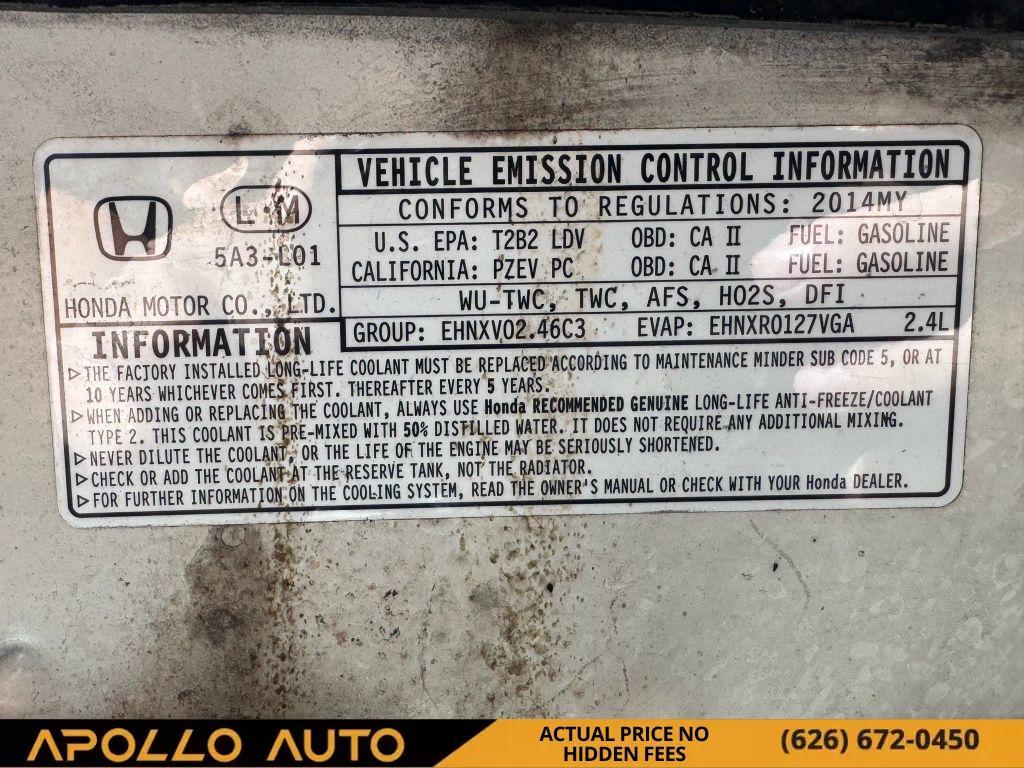 VEHICLE EMISSION CONTROL INFORMATION
L·M
5A3-L01
HONDA MOTOR CO., LTD.
CONFORMS TO REGULATIONS: 2014MY
U.S. EPA: T2B2 LDV OBD: CA II FUEL: GASOLINE
CALIFORNIA: PZEV PC OBD: CA II FUEL: GASOLINE
WU-TWC, TWC, AFS, HO2S, DFI
GROUP: EHNXV02.46C3 EVAP: EHNXR0127VGA 2.4L
INFORMATION
▷THE FACTORY INSTALLED LONG-LIFE COOLANT MUST BE REPLACED ACCORDING TO MAINTENANCE MINDER SUB CODE 5, OR AT
10 YEARS WHICHEVER COMES FIRST. THEREAFTER EVERY 5 YEARS.
▷WHEN ADDING OR REPLACING THE COOLANT, ALWAYS USE Honda RECOMMENDED GENUINE LONG-LIFE ANTI-FREEZE/COOLANT
TYPE 2. THIS COOLANT IS PRE-MIXED WITH 50% DISTILLED WATER. IT DOES NOT REQUIRE ANY ADDITIONAL MIXING.
▷NEVER DILUTE THE COOLANT, OR THE LIFE OF THE ENGINE MAY BE SERIOUSLY SHORTENED.
▷CHECK OR ADD THE COOLANT AT THE RESERVE TANK, NOT THE RADIATOR.
▷FOR FURTHER INFORMATION ON THE COOLING SYSTEM, READ THE OWNER'S MANUAL OR CHECK WITH YOUR Honda DEALER.
APOLLO AUTO
ACTUAL PRICE NO
HIDDEN FEES
(626) 672-0450